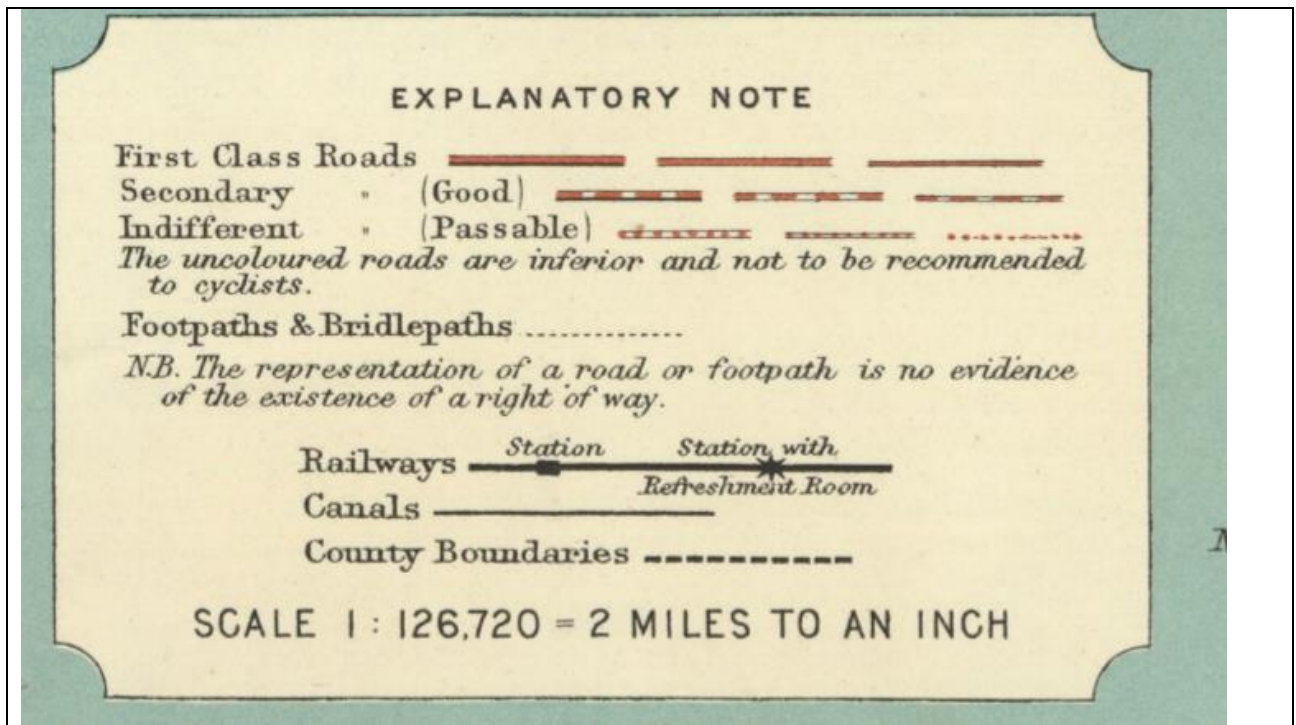 EXPLANATORY NOTE
First Class Roads
Secondary " (Good)
Indifferent " (Passable)
The uncoloured roads are inferior and not to be recommended
to cyclists.
Footpaths & Bridlepaths
N.B. The representation of a road or footpath is no evidence
of the existence of a right of way.
Station Station with
Railways
Refreshment Room
Canals
County Boundaries
SCALE 1 : 126,720 = 2 MILES TO AN INCH